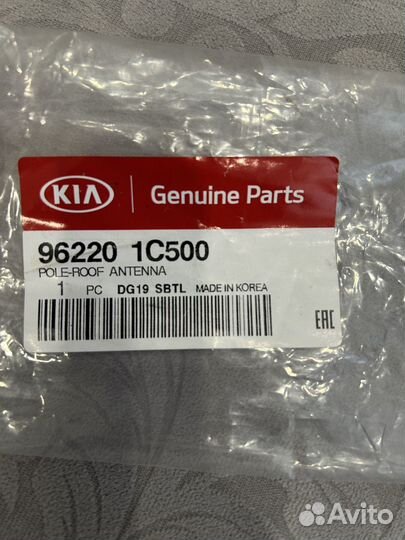 KIA Genuine Parts
96220 1C500
POLE-ROOF ANTENNA
1 PC DG19 SBTL MADE IN KOREA
EAC
Avito